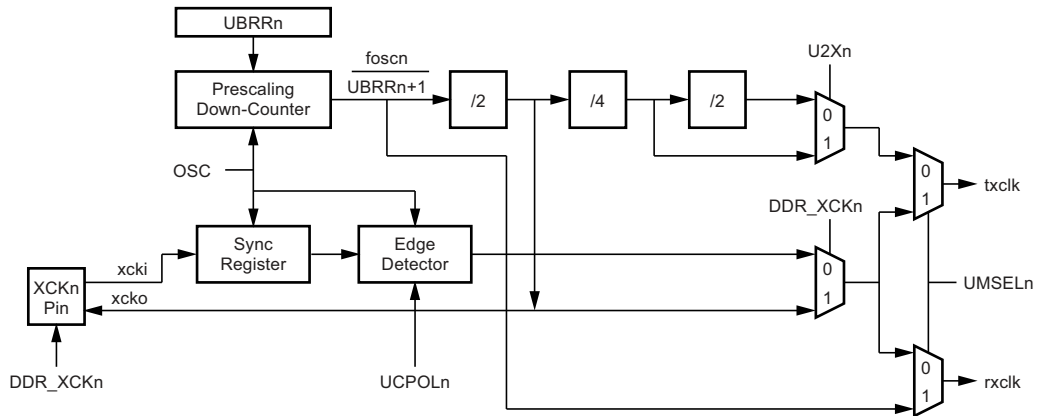 UBRRn
foscn
UBRRn+1
U2Xn
Prescaling
Down-Counter
/2
/4
/2
0
1
OSC
0
1
txclk
DDR_XCKn
Sync
Register
Edge
Detector
0
1
xcki
XCKn
Pin
xcko
UMSELn
DDR_XCKn
UCPOLn
0
1
rxclk